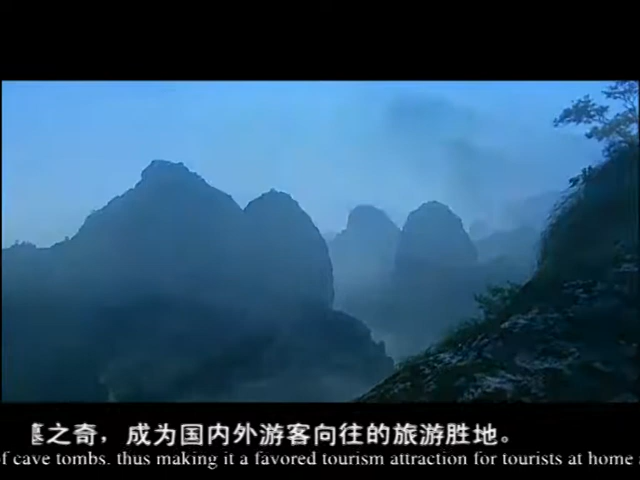 之奇，成为国内外游客向往的旅游胜地。
of cave tombs. thus making it a favored tourism attraction for tourists at home